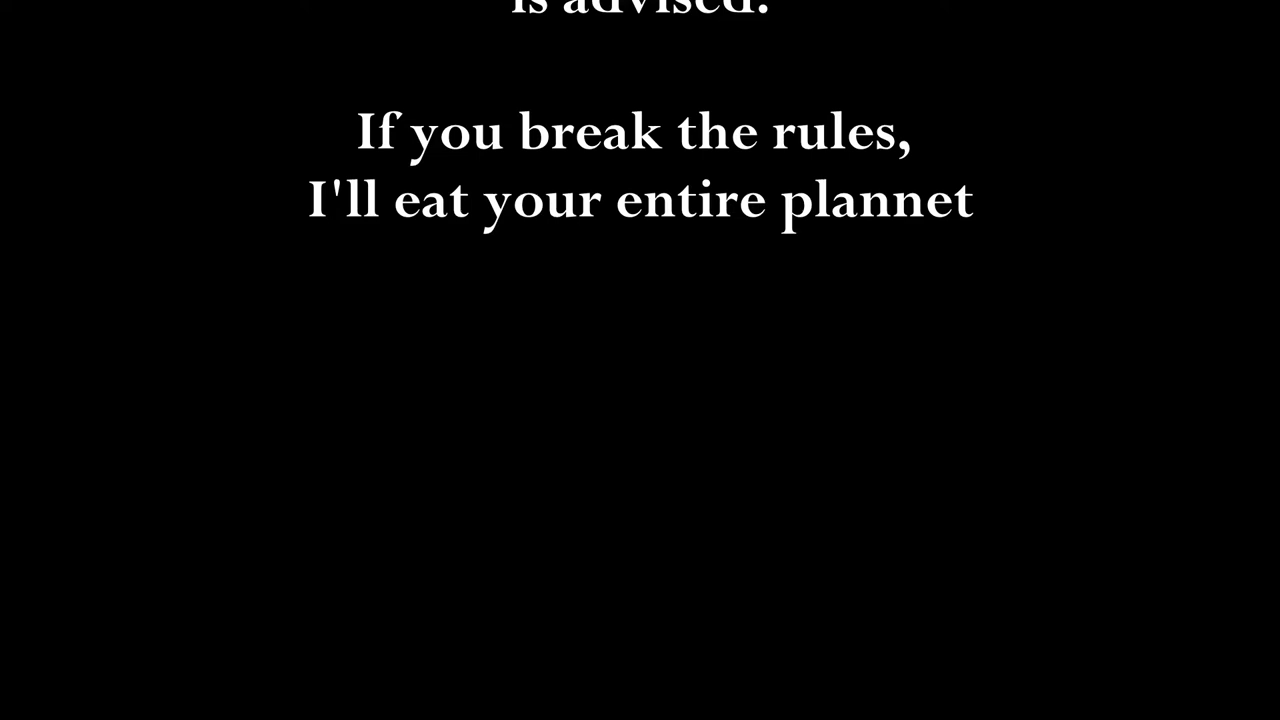 is advised.
If you break the rules,
I'll eat your entire plannet